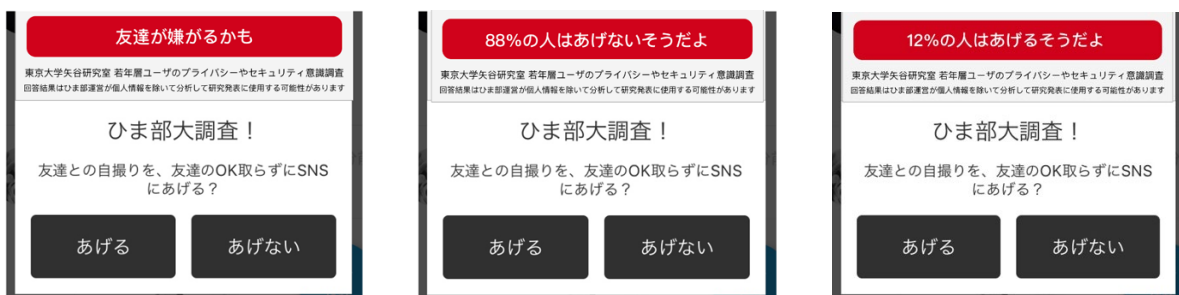 友達が嫌がるかも
東京大学矢谷研究室 若年層ユーザのプライバシーやセキュリティ意識調査
回答結果はひま部運営が個人情報を除いて分析して研究発表に使用する可能性があります
ひま部大調査！
友達との自撮りを、友達のOK取らずにSNS
にあげる？
あげる
あげない
88%の人はあげないそうだよ
東京大学矢谷研究室 若年層ユーザのプライバシーやセキュリティ意識調査
回答結果はひま部運営が個人情報を除いて分析して研究発表に使用する可能性があります
ひま部大調査！
友達との自撮りを、友達のOK取らずにSNS
にあげる？
あげる
あげない
12%の人はあげるそうだよ
東京大学矢谷研究室 若年層ユーザのプライバシーやセキュリティ意識調査
回答結果はひま部運営が個人情報を除いて分析して研究発表に使用する可能性があります
ひま部大調査！
友達との自撮りを、友達のOK取らずにSNS
にあげる？
あげる
あげない